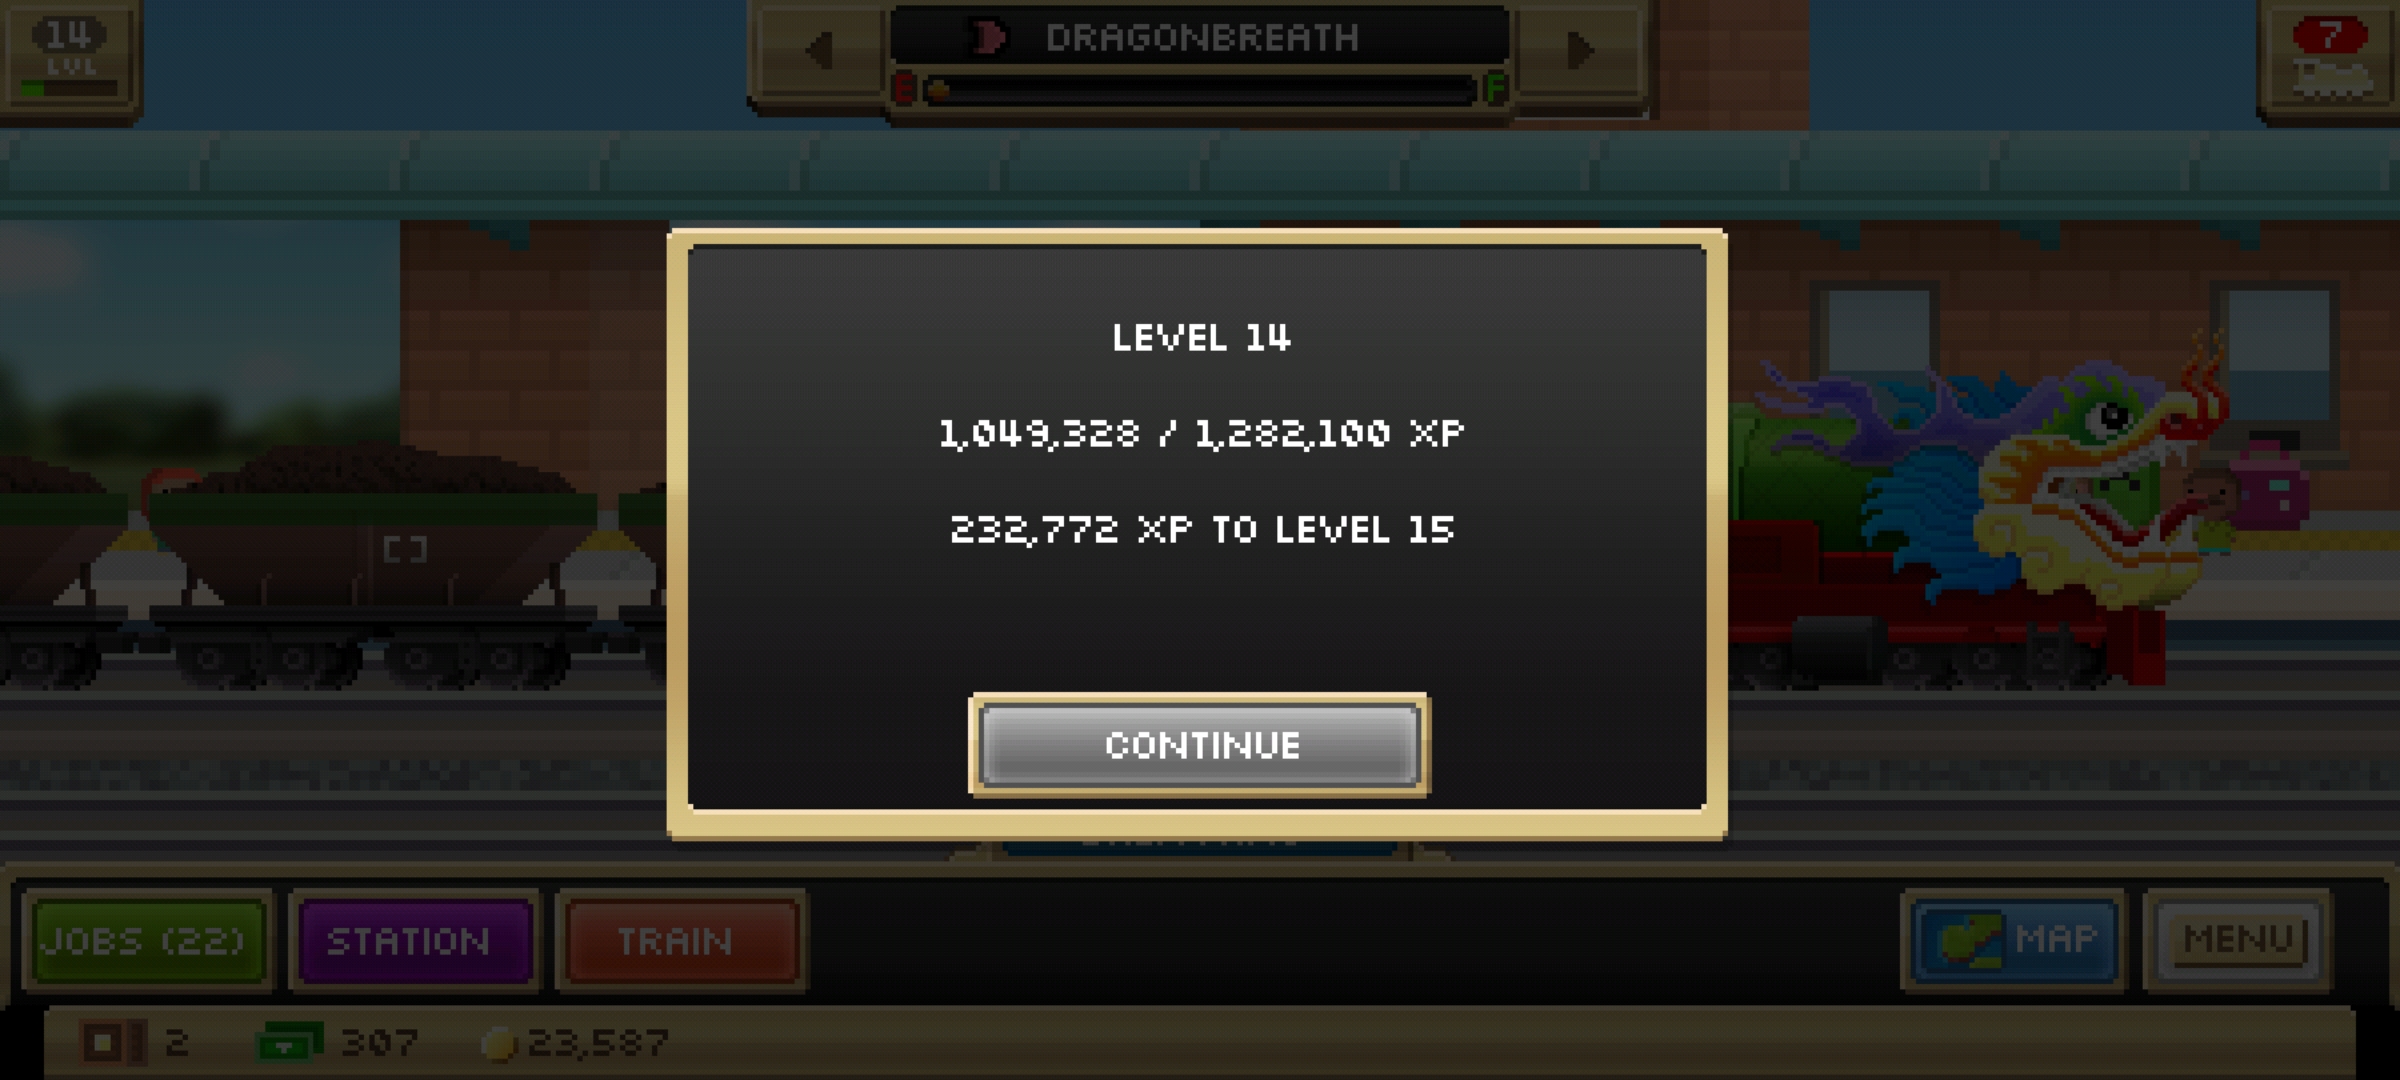 14
LVL
DRAGONBREATH
E F
7
LEVEL 14
1,049,328 / 1,282,100 XP
232,772 XP TO LEVEL 15
CONTINUE
JOBS (22)
STATION
TRAIN
MAP
MENU
2
307
23,587